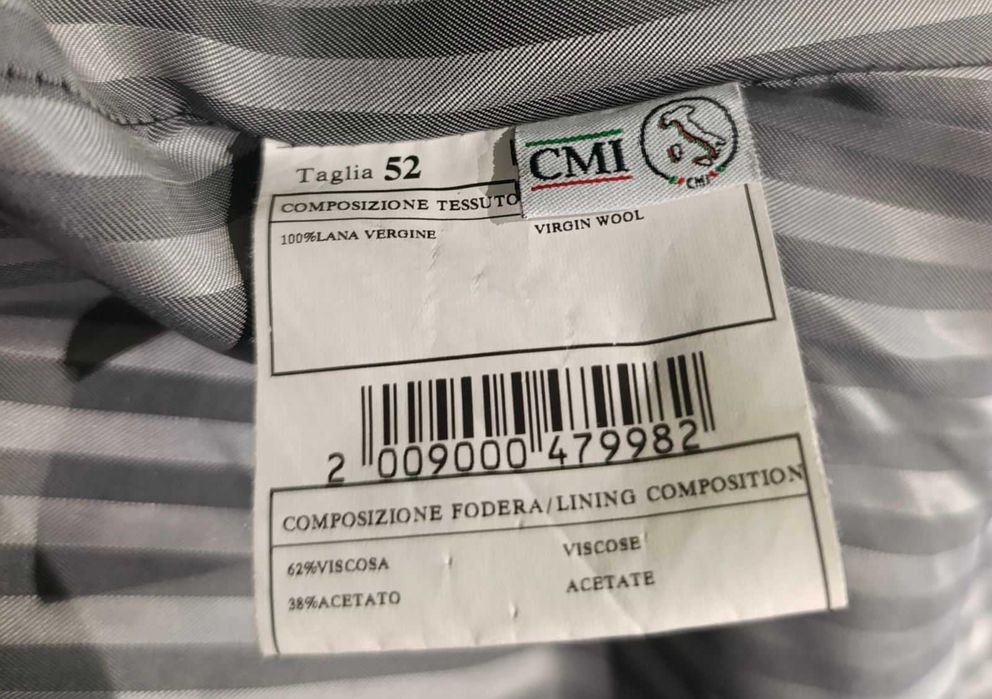 Taglia 52
CMI
CMI
COMPOSIZIONE TESSUTO
100%LANA VERGINE VIRGIN WOOL
2 009000 479982
COMPOSIZIONE FODERA/LINING COMPOSITION
62%VISCOSA VISCOSE
38%ACETATO ACETATE